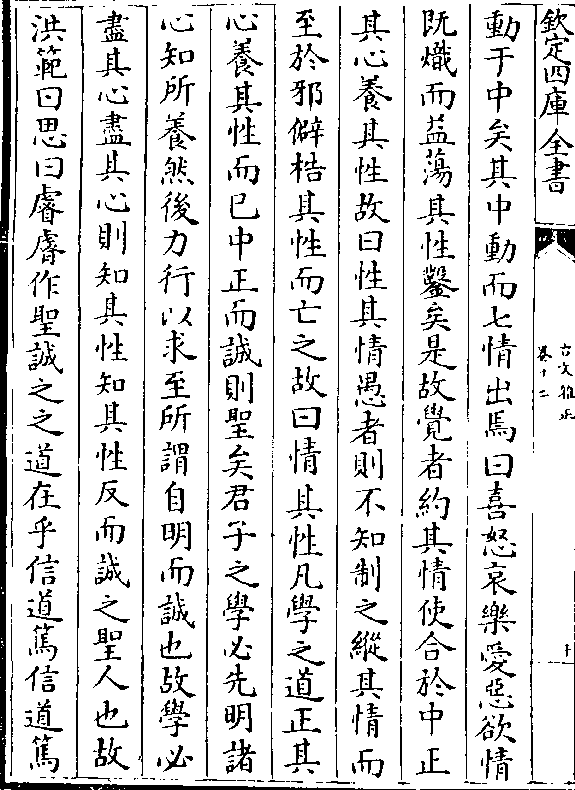 欽定四庫全書
古文雅正
卷十二
十
動于中矣其中動而七情出焉曰喜怒哀樂愛惡欲情
既熾而益蕩其性鑿矣是故覺者約其情使合於中正
其心養其性故曰性其情愚者則不知制之縱其情而
至於邪僻梏其性而亡之故曰情其性凡學之道正其
心養其性而已中正而誠則聖矣君子之學必先明諸
心知所養然後力行以求至所謂自明而誠也故學必
盡其心盡其心則知其性知其性反而誠之聖人也故
洪範曰思曰睿睿作聖誠之之道在乎信道篤信道篤